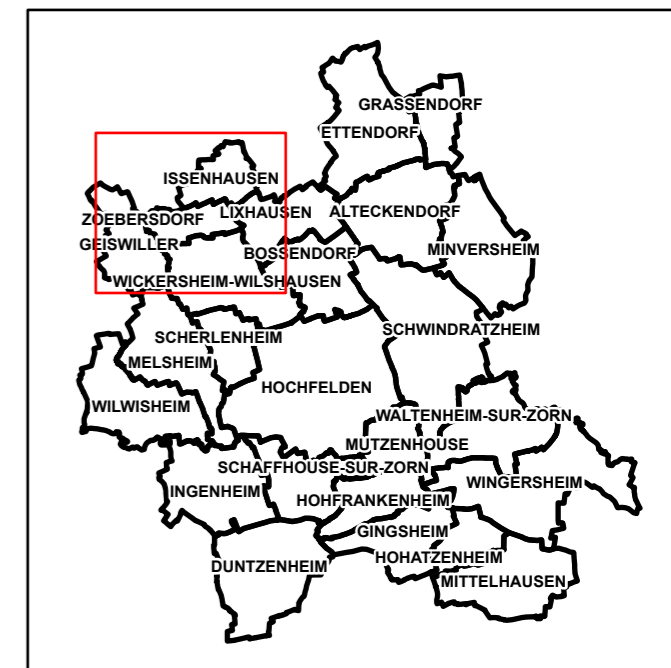 GRASSENDORF
ETTENDORF
ISSENHAUSEN
ZOEBERSDORF
LIXHAUSEN
ALTECKENDORF
GEISWILLER
BOSSENDORF
MINVERSHEIM
WICKERSHEIM-WILSHAUSEN
SCHERLENHEIM
SCHWINDRATZHEIM
MELSHEIM
HOCHFELDEN
WILWISHEIM
WALTENHEIM-SUR-ZORN
MUTZENHOUSE
SCHAFFHOUSE-SUR-ZORN
INGENHEIM
WINGERSHEIM
HOHFRANKENHEIM
GINGSHEIM
DUNTZENHEIM
HOHATZENHEIM
MITTELHAUSEN